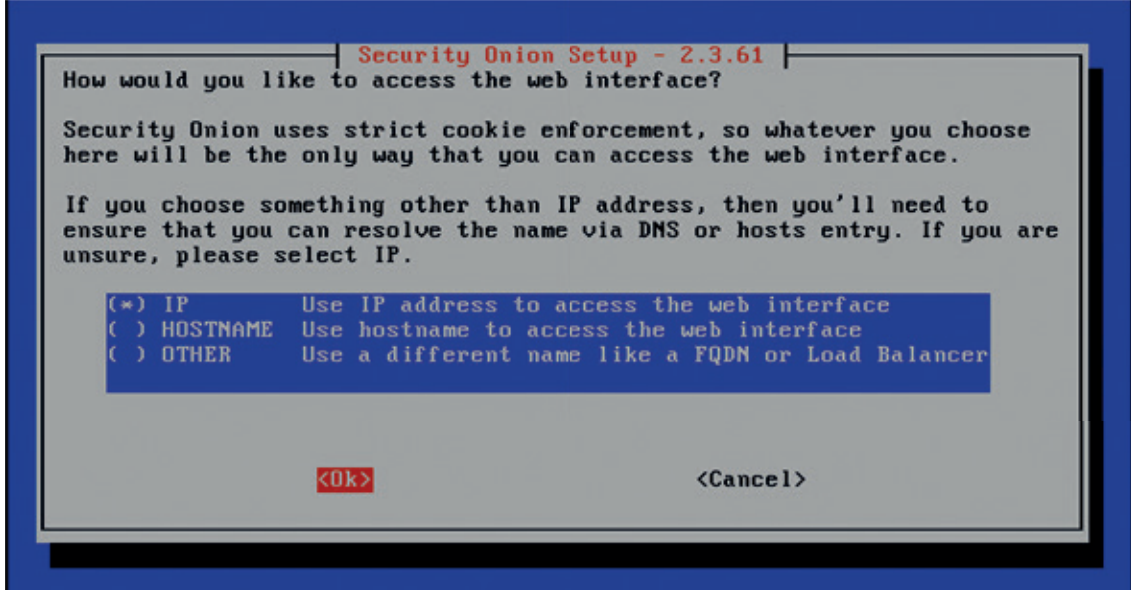 Security Onion Setup - 2.3.61
How would you like to access the web interface?
Security Onion uses strict cookie enforcement, so whatever you choose
here will be the only way that you can access the web interface.
If you choose something other than IP address, then you'll need to
ensure that you can resolve the name via DNS or hosts entry. If you are
unsure, please select IP.
(*) IP Use IP address to access the web interface
( ) HOSTNAME Use hostname to access the web interface
( ) OTHER Use a different name like a FQDN or Load Balancer
<Ok> <Cancel>